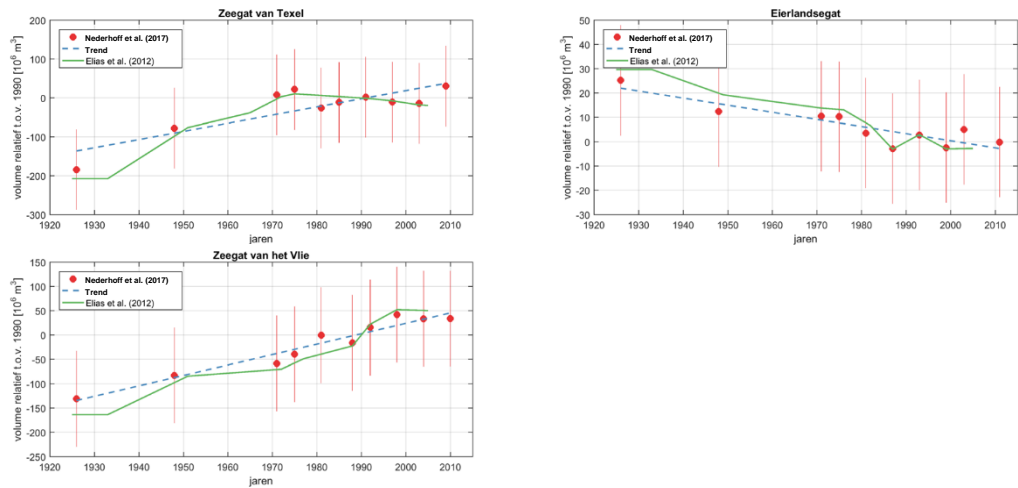 Zeegat van Texel
volume relatief t.o.v. 1990 [10⁶ m³]
200
100
0
-100
-200
-300
Nederhoff et al. (2017)
Trend
Elias et al. (2012)
1920 1930 1940 1950 1960 1970 1980 1990 2000 2010
jaren
Eierlandsegat
volume relatief t.o.v. 1990 [10⁶ m³]
50
40
30
20
10
0
-10
-20
-30
Nederhoff et al. (2017)
Trend
Elias et al. (2012)
1920 1930 1940 1950 1960 1970 1980 1990 2000 2010
jaren
Zeegat van het Vlie
volume relatief t.o.v. 1990 [10⁶ m³]
150
100
50
0
-50
-100
-150
-200
-250
Nederhoff et al. (2017)
Trend
Elias et al. (2012)
1920 1930 1940 1950 1960 1970 1980 1990 2000 2010
jaren